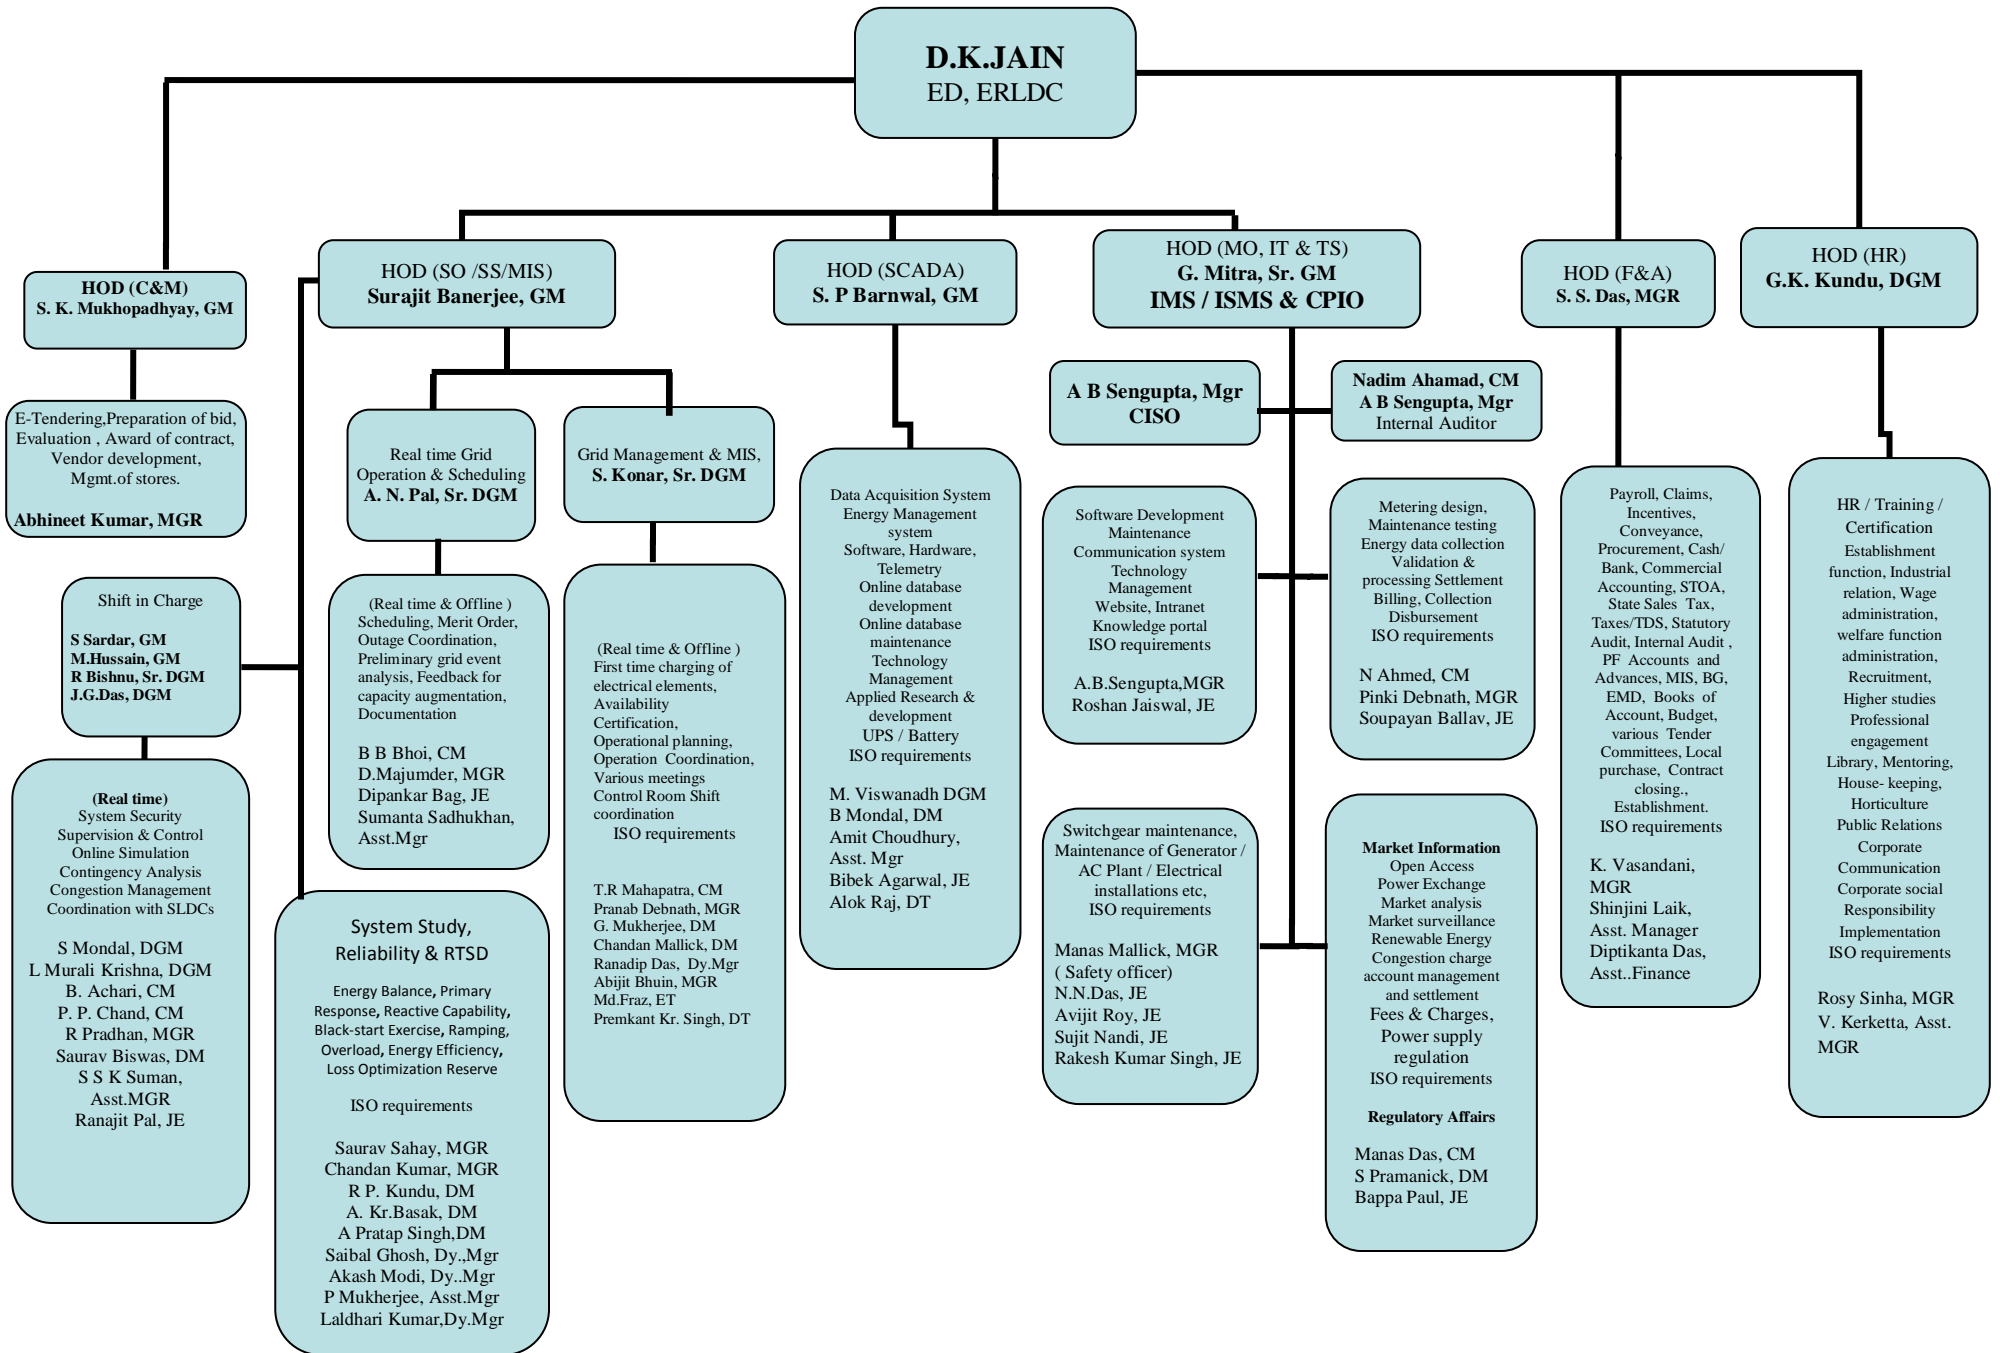 D.K.JAIN
ED, ERLDC
HOD (C&M)
S. K. Mukhopadhyay, GM
E-Tendering,Preparation of bid,
Evaluation , Award of contract,
Vendor development,
Mgmt.of stores.
Abhineet Kumar, MGR
HOD (SO /SS/MIS)
Surajit Banerjee, GM
Shift in Charge
S Sardar, GM
M.Hussain, GM
R Bishnu, Sr. DGM
J.G.Das, DGM
(Real time)
System Security
Supervision & Control
Online Simulation
Contingency Analysis
Congestion Management
Coordination with SLDCs
S Mondal, DGM
L Murali Krishna, DGM
B. Achari, CM
P. P. Chand, CM
R Pradhan, MGR
Saurav Biswas, DM
S S K Suman,
Asst.MGR
Ranajit Pal, JE
Real time Grid
Operation & Scheduling
A. N. Pal, Sr. DGM
(Real time & Offline )
Scheduling, Merit Order,
Outage Coordination,
Preliminary grid event
analysis, Feedback for
capacity augmentation,
Documentation
B B Bhoi, CM
D.Majumder, MGR
Dipankar Bag, JE
Sumanta Sadhukhan,
Asst.Mgr
System Study,
Reliability & RTSD
Energy Balance, Primary
Response, Reactive Capability,
Black-start Exercise, Ramping,
Overload, Energy Efficiency,
Loss Optimization Reserve
ISO requirements
Saurav Sahay, MGR
Chandan Kumar, MGR
R P. Kundu, DM
A. Kr.Basak, DM
A Pratap Singh,DM
Saibal Ghosh, Dy.,Mgr
Akash Modi, Dy..Mgr
P Mukherjee, Asst.Mgr
Laldhari Kumar,Dy.Mgr
Grid Management & MIS,
S. Konar, Sr. DGM
(Real time & Offline )
First time charging of
electrical elements,
Availability
Certification,
Operational planning,
Operation Coordination,
Various meetings
Control Room Shift
coordination
ISO requirements
T.R Mahapatra, CM
Pranab Debnath, MGR
G. Mukherjee, DM
Chandan Mallick, DM
Ranadip Das, Dy.Mgr
Abijit Bhuin, MGR
Md.Fraz, ET
Premkant Kr. Singh, DT
HOD (SCADA)
S. P Barnwal, GM
Data Acquisition System
Energy Management
system
Software, Hardware,
Telemetry
Online database
development
Online database
maintenance
Technology
Management
Applied Research &
development
UPS / Battery
ISO requirements
M. Viswanadh DGM
B Mondal, DM
Amit Choudhury,
Asst. Mgr
Bibek Agarwal, JE
Alok Raj, DT
HOD (MO, IT & TS)
G. Mitra, Sr. GM
IMS / ISMS & CPIO
A B Sengupta, Mgr
CISO
Nadim Ahamad, CM
A B Sengupta, Mgr
Internal Auditor
Software Development
Maintenance
Communication system
Technology
Management
Website, Intranet
Knowledge portal
ISO requirements
A.B.Sengupta,MGR
Roshan Jaiswal, JE
Metering design,
Maintenance testing
Energy data collection
Validation &
processing Settlement
Billing, Collection
Disbursement
ISO requirements
N Ahmed, CM
Pinki Debnath, MGR
Soupayan Ballav, JE
Switchgear maintenance,
Maintenance of Generator /
AC Plant / Electrical
installations etc,
ISO requirements
Manas Mallick, MGR
( Safety officer)
N.N.Das, JE
Avijit Roy, JE
Sujit Nandi, JE
Rakesh Kumar Singh, JE
Market Information
Open Access
Power Exchange
Market analysis
Market surveillance
Renewable Energy
Congestion charge
account management
and settlement
Fees & Charges,
Power supply
regulation
ISO requirements
Regulatory Affairs
Manas Das, CM
S Pramanick, DM
Bappa Paul, JE
HOD (F&A)
S. S. Das, MGR
Payroll, Claims,
Incentives,
Conveyance,
Procurement, Cash/
Bank, Commercial
Accounting, STOA,
State Sales Tax,
Taxes/TDS, Statutory
Audit, Internal Audit ,
PF Accounts and
Advances, MIS, BG,
EMD, Books of
Account, Budget,
various Tender
Committees, Local
purchase, Contract
closing.,
Establishment.
ISO requirements
K. Vasandani,
MGR
Shinjini Laik,
Asst. Manager
Diptikanta Das,
Asst..Finance
HOD (HR)
G.K. Kundu, DGM
HR / Training /
Certification
Establishment
function, Industrial
relation, Wage
administration,
welfare function
administration,
Recruitment,
Higher studies
Professional
engagement
Library, Mentoring,
House- keeping,
Horticulture
Public Relations
Corporate
Communication
Corporate social
Responsibility
Implementation
ISO requirements
Rosy Sinha, MGR
V. Kerketta, Asst.
MGR